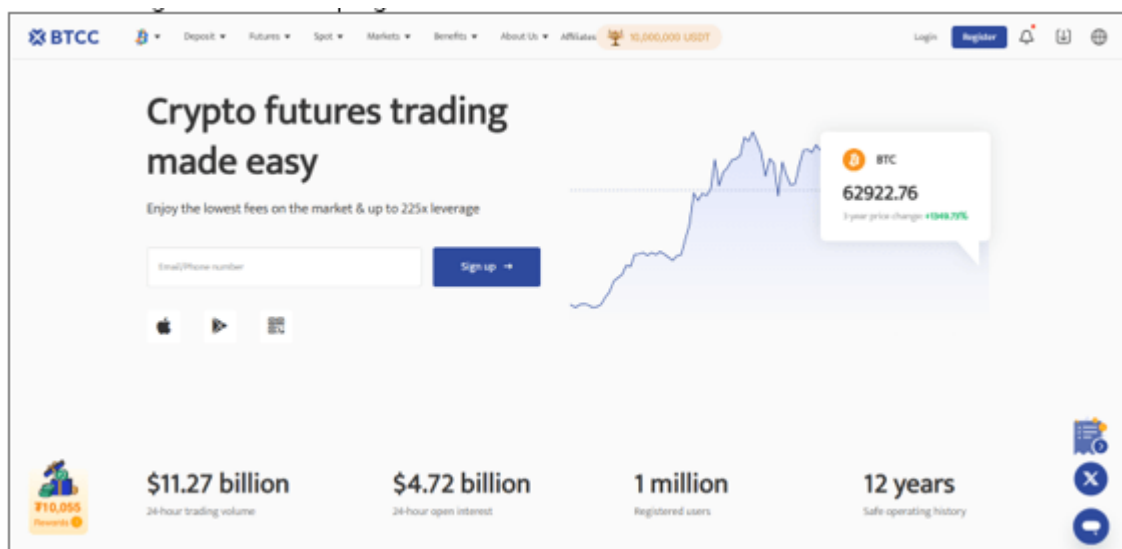 BTCC
Deposit
Futures
Spot
Markets
Benefits
About Us
Affiliates
10,000,000 USDT
Login
Register
Crypto futures trading
made easy
Enjoy the lowest fees on the market & up to 225x leverage
Email/Phone number
Sign up →
BTC
62922.76
3-year price change:
$11.27 billion
24-hour trading volume
$4.72 billion
24-hour open interest
1 million
Registered users
12 years
Safe operating history
₮10,055
Rewards